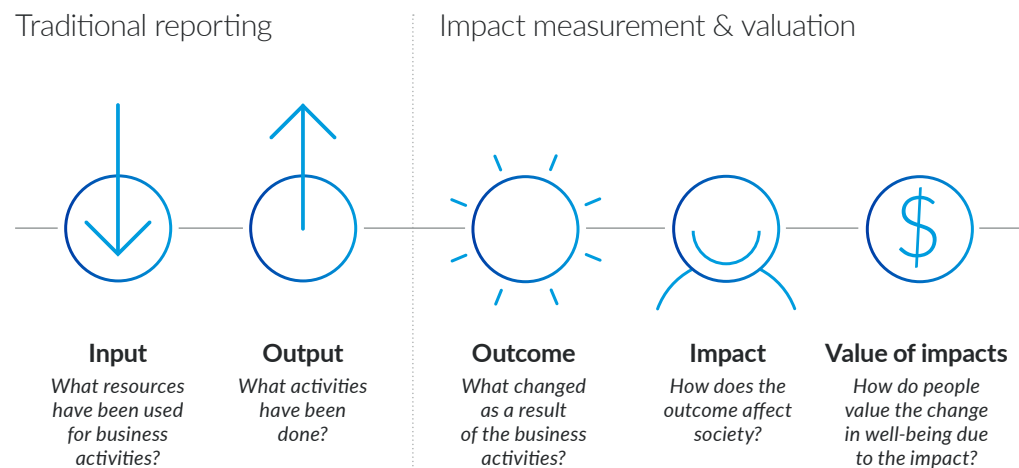 Traditional reporting
Impact measurement & valuation
$
Input
What resources
have been used
for business
activities?
Output
What activities
have been
done?
Outcome
What changed
as a result
of the business
activities?
Impact
How does the
outcome affect
society?
Value of impacts
How do people
value the change
in well-being due
to the impact?